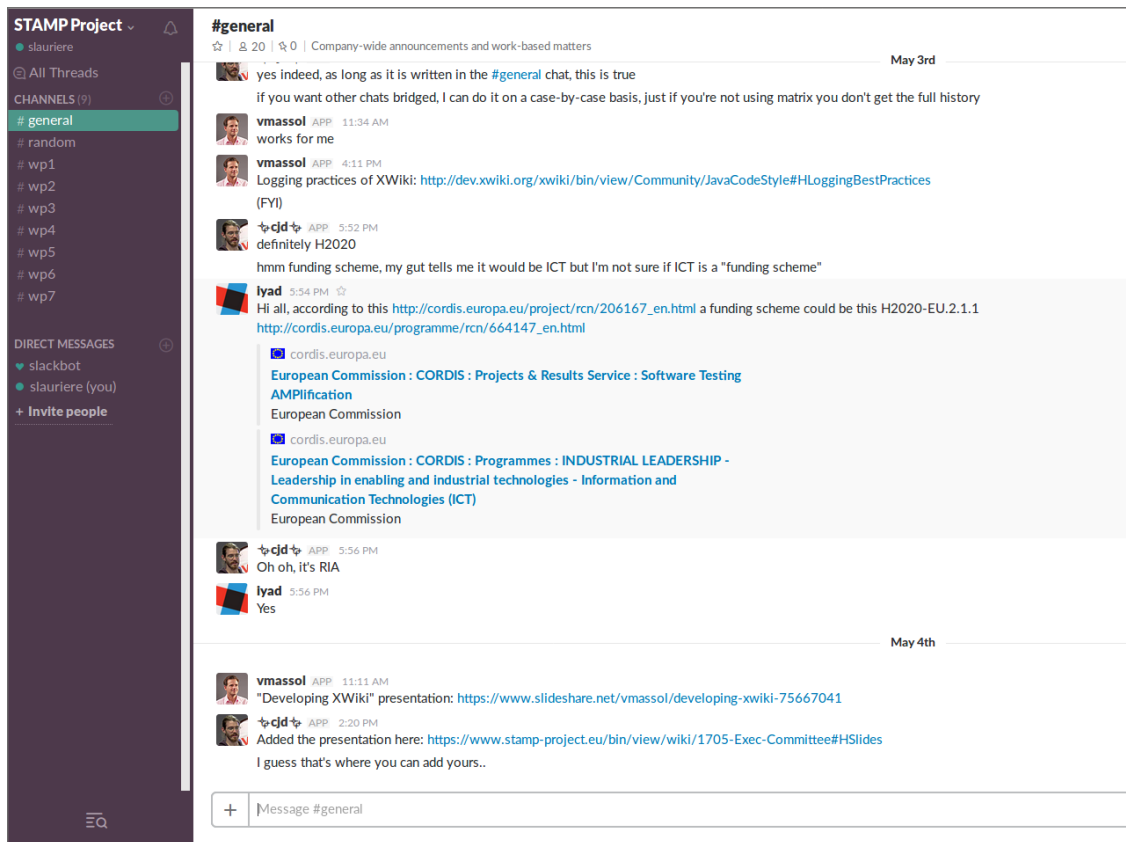 STAMP Project
slauriere
All Threads
CHANNELS (9)
# general
# random
# wp1
# wp2
# wp3
# wp4
# wp5
# wp6
# wp7
DIRECT MESSAGES
slackbot
slauriere (you)
+ Invite people
#general
20 | 0 | Company-wide announcements and work-based matters
May 3rd
yes indeed, as long as it is written in the #general chat, this is true
if you want other chats bridged, I can do it on a case-by-case basis, just if you're not using matrix you don't get the full history
vmassol APP 11:34 AM
works for me
vmassol APP 4:11 PM
Logging practices of XWiki: http://dev.xwiki.org/xwiki/bin/view/Community/JavaCodeStyle#HLoggingBestPractices
(FYI)
cjd APP 5:52 PM
definitely H2020
hmm funding scheme, my gut tells me it would be ICT but I'm not sure if ICT is a "funding scheme"
iyad 5:54 PM
Hi all, according to this http://cordis.europa.eu/project/rcn/206167_en.html a funding scheme could be this H2020-EU.2.1.1
http://cordis.europa.eu/programme/rcn/664147_en.html
cordis.europa.eu
European Commission : CORDIS : Projects & Results Service : Software Testing
AMPlification
European Commission
cordis.europa.eu
European Commission : CORDIS : Programmes : INDUSTRIAL LEADERSHIP -
Leadership in enabling and industrial technologies - Information and
Communication Technologies (ICT)
European Commission
cjd APP 5:56 PM
Oh oh, it's RIA
iyad 5:56 PM
Yes
May 4th
vmassol APP 11:11 AM
"Developing XWiki" presentation: https://www.slideshare.net/vmassol/developing-xwiki-75667041
cjd APP 2:20 PM
Added the presentation here: https://www.stamp-project.eu/bin/view/wiki/1705-Exec-Committee#HSlides
I guess that's where you can add yours..
+ Message #general